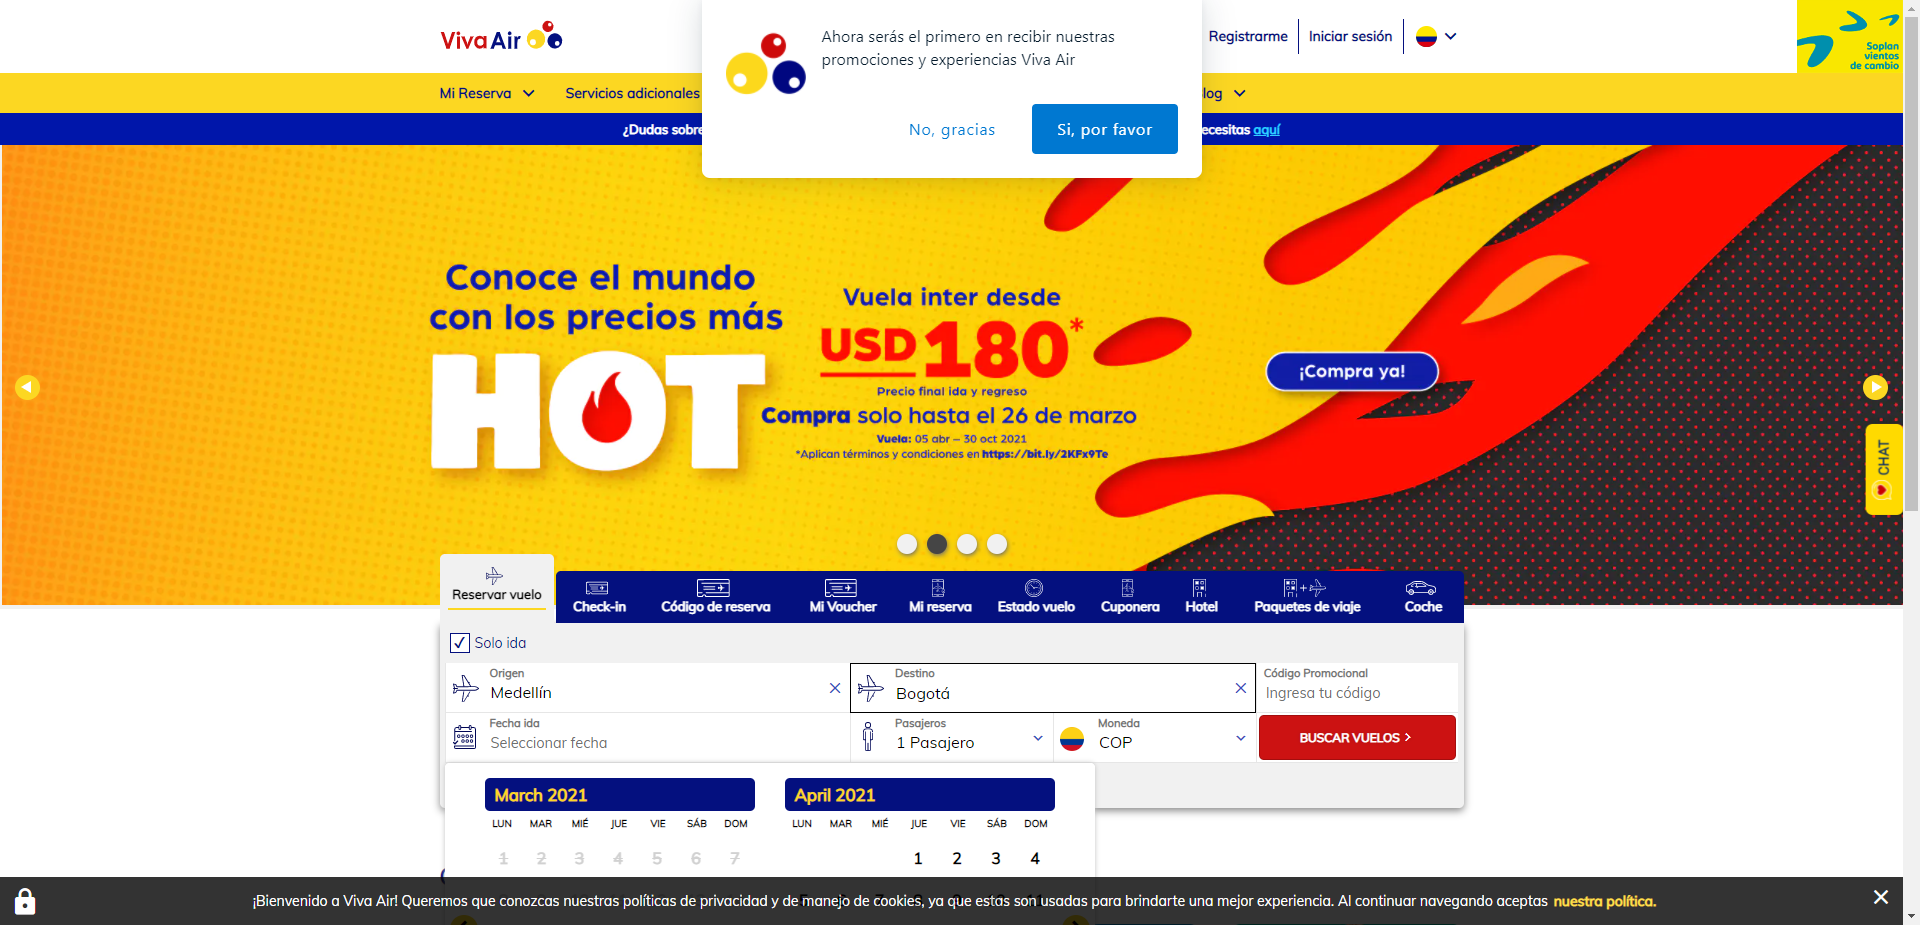 Viva Air
Ahora serás el primero en recibir nuestras
promociones y experiencias Viva Air
No, gracias
Si, por favor
Registrarme
Iniciar sesión
Soplan
vientos
de cambio
Mi Reserva
Servicios adicionales
log
¿Dudas sobre
ecesitas aquí
Conoce el mundo
con los precios más
HOT
Vuela inter desde
USD 180*
Precio final ida y regreso
Compra solo hasta el 26 de marzo
Vuela: 05 abr – 30 oct 2021
*Aplican términos y condiciones en https://bit.ly/2KFx9Te
¡Compra ya!
CHAT
Reservar vuelo
Check-in
Código de reserva
Mi Voucher
Mi reserva
Estado vuelo
Cuponera
Hotel
Paquetes de viaje
Coche
Solo ida
Origen
Medellín
Destino
Bogotá
Código Promocional
Ingresa tu código
Fecha ida
Seleccionar fecha
Pasajeros
1 Pasajero
Moneda
COP
BUSCAR VUELOS
March 2021
April 2021
LUN MAR MIÉ JUE VIE SÁB DOM
LUN MAR MIÉ JUE VIE SÁB DOM
1 2 3 4 5 6 7
1 2 3 4
¡Bienvenido a Viva Air! Queremos que conozcas nuestras políticas de privacidad y de manejo de cookies, ya que estas son usadas para brindarte una mejor experiencia. Al continuar navegando aceptas nuestra política.